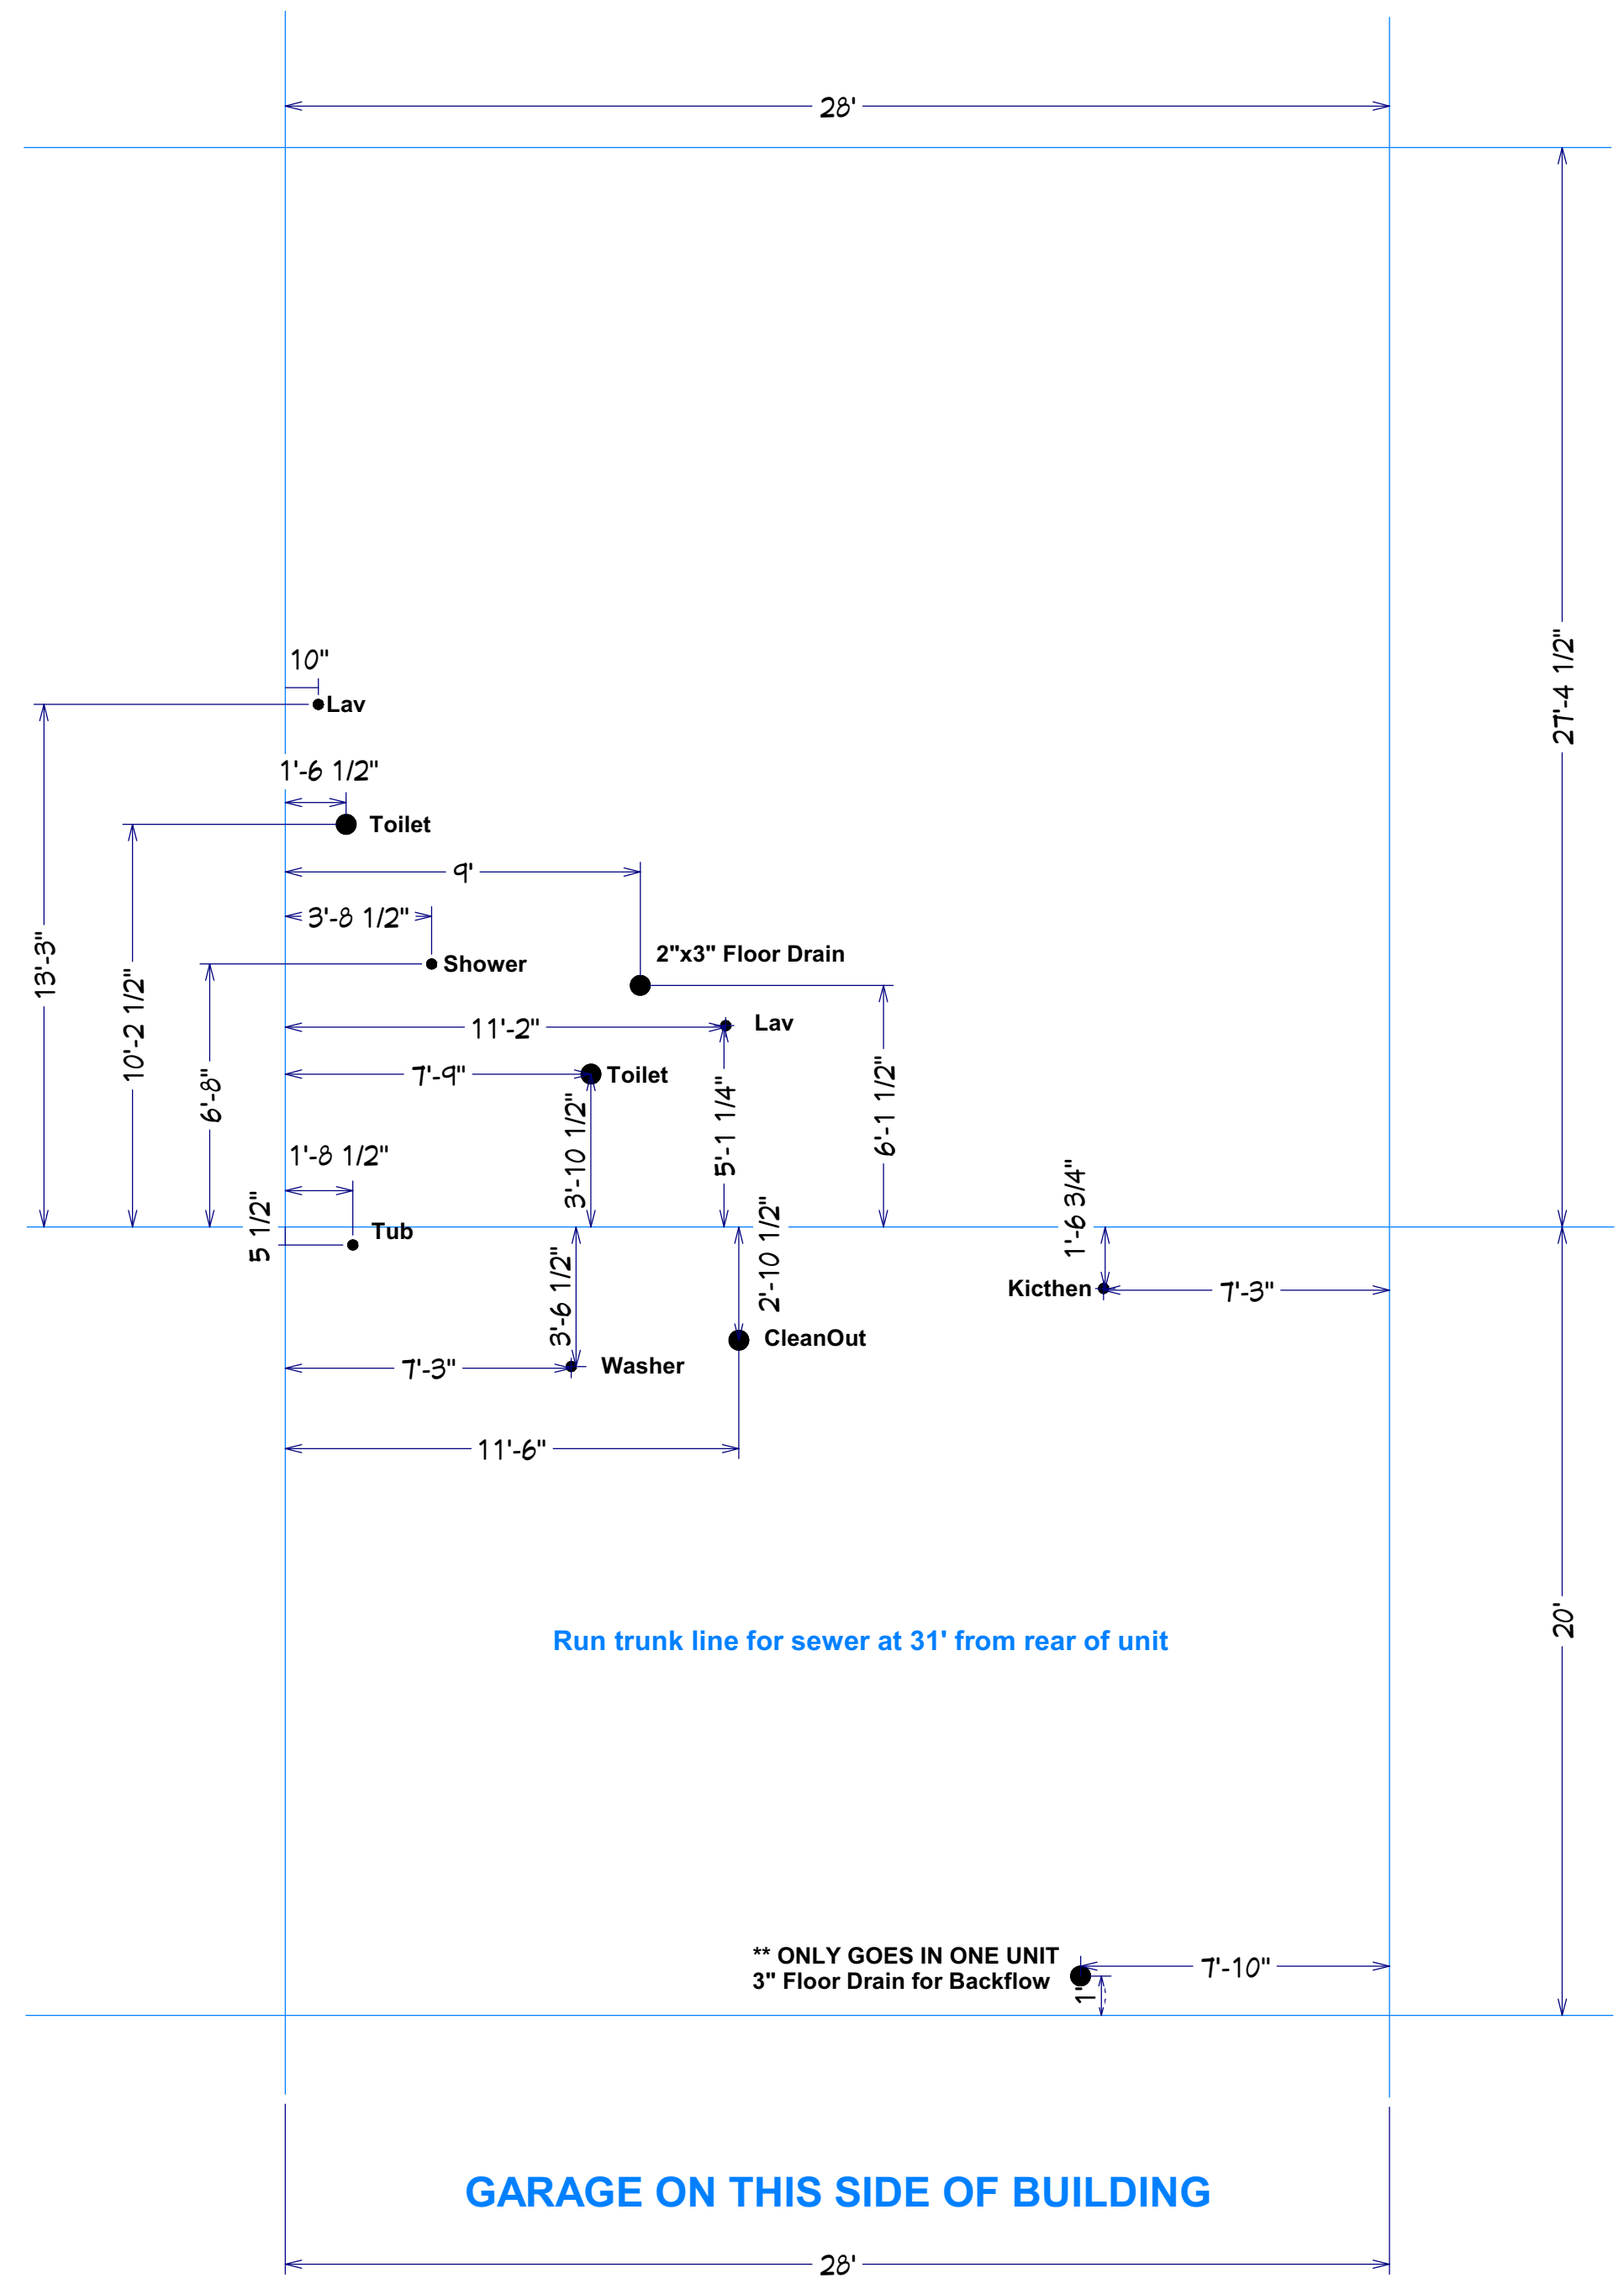 28'
27'-4 1/2"
10"
Lav
1'-6 1/2"
Toilet
9'
3'-8 1/2"
13'-3"
2"x3" Floor Drain
Shower
10'-2 1/2"
11'-2"
Lav
6'-8"
7'-9"
Toilet
3'-10 1/2"
5'-1 1/4"
6'-1 1/2"
1'-8 1/2"
5 1/2"
Tub
1'-6 3/4"
3'-6 1/2"
2'-10 1/2"
Kicthen
7'-3"
CleanOut
7'-3"
Washer
11'-6"
20'
Run trunk line for sewer at 31' from rear of unit
** ONLY GOES IN ONE UNIT
3" Floor Drain for Backflow
7'-10"
GARAGE ON THIS SIDE OF BUILDING
28'